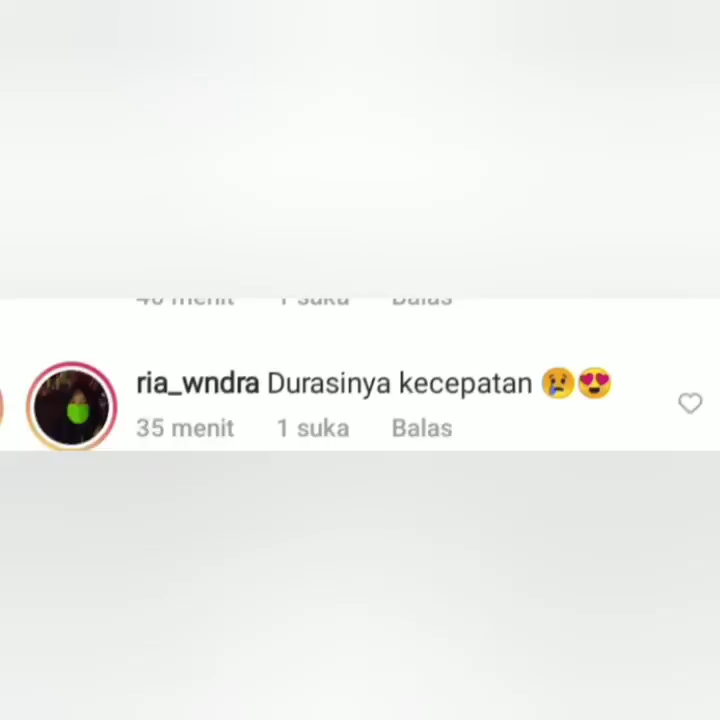 ria_wndra Durasinya kecepatan 😢😍
35 menit 1 suka Balas